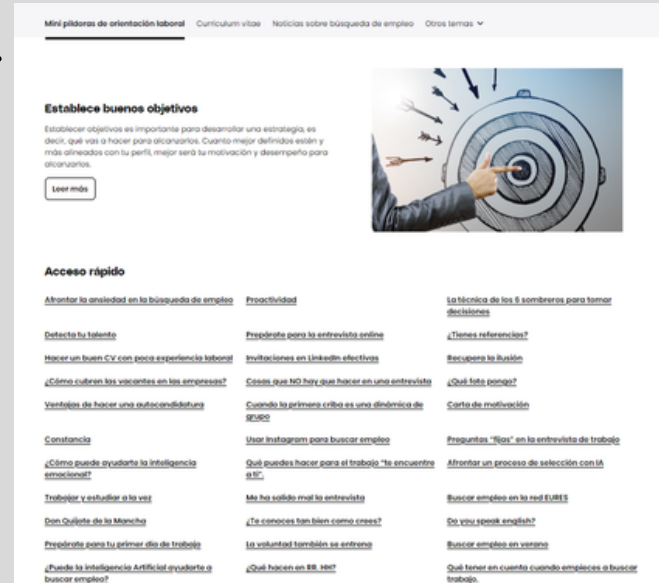 Mini píldoras de orientación laboral Curriculum vitae Noticias sobre búsqueda de empleo Otros temas
Establece buenos objetivos
Establecer objetivos es importante para desarrollar una estrategia, es
decir, qué vas a hacer para alcanzarlos. Cuanto mejor definidos estén y
más alineados con tu perfil, mejor será tu motivación y desempeño para
alcanzarlos.
Leer más
Acceso rápido
Afrontar la ansiedad en la búsqueda de empleo
Proactividad
La técnica de los 6 sombreros para tomar
decisiones
Detecta tu talento
Prepárate para la entrevista online
¿Tienes referencias?
Hacer un buen CV con poca experiencia laboral
Invitaciones en LinkedIn efectivas
Recupera la ilusión
¿Cómo cubren las vacantes en las empresas?
Cosas que NO hay que hacer en una entrevista
¿Qué foto pongo?
Ventajas de hacer una autocandidatura
Cuando la primera criba es una dinámica de
grupo
Carta de motivación
Constancia
Usar Instagram para buscar empleo
Preguntas "fijas" en la entrevista de trabajo
¿Cómo puede ayudarte la inteligencia
emocional?
Qué puedes hacer para el trabajo "te encuentre
a ti".
Afrontar un proceso de selección con IA
Trabajar y estudiar a la vez
Me ha salido mal la entrevista
Buscar empleo en la red EURES
Don Quijote de la Mancha
¿Te conoces tan bien como crees?
Do you speak english?
Prepárate para tu primer día de trabajo
La voluntad también se entrena
Buscar empleo en verano
¿Puede la inteligencia Artificial ayudarte a
buscar empleo?
¿Qué hacen en RR. HH?
Qué tener en cuenta cuando empieces a buscar
trabajo.